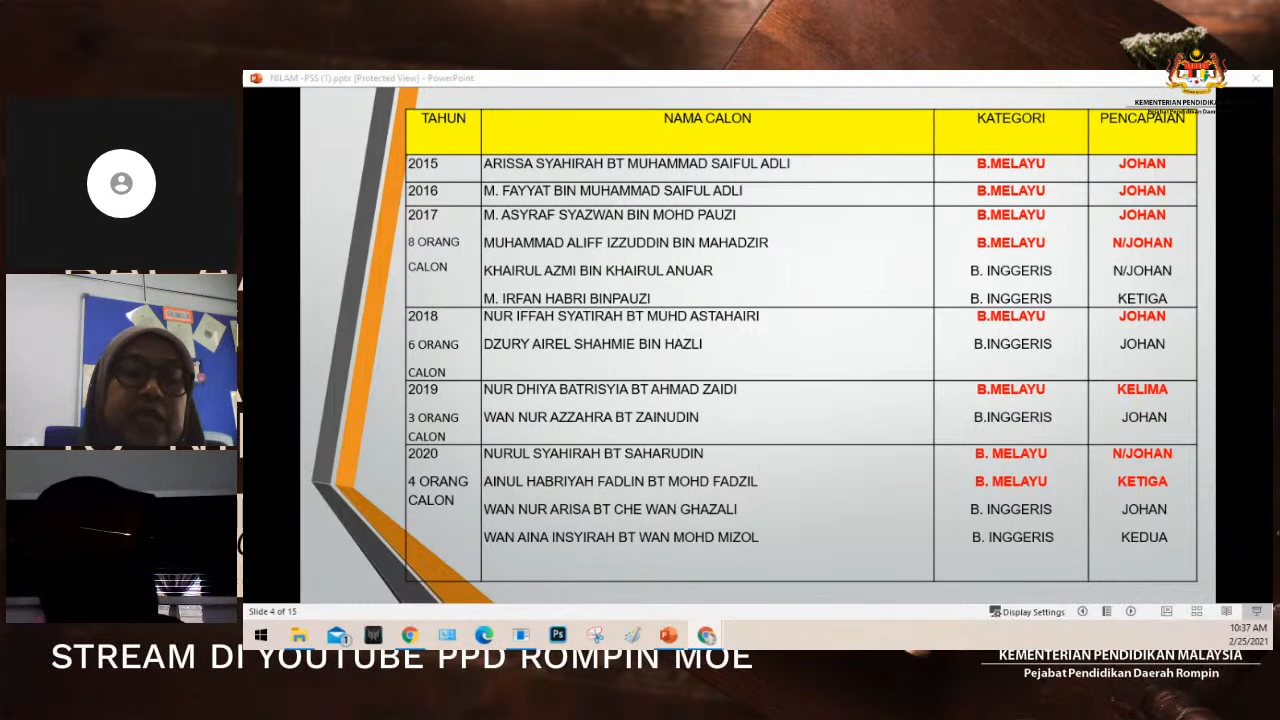 NILAM -PSS (1).pptx [Protected View] - PowerPoint
KEMENTERIAN PENDIDIKAN
TAHUN NAMA CALON KATEGORI PENCAPAIAN
2015 ARISSA SYAHIRAH BT MUHAMMAD SAIFUL ADLI B.MELAYU JOHAN
2016 M. FAYYAT BIN MUHAMMAD SAIFUL ADLI B.MELAYU JOHAN
2017 M. ASYRAF SYAZWAN BIN MOHD PAUZI B.MELAYU JOHAN
8 ORANG MUHAMMAD ALIFF IZZUDDIN BIN MAHADZIR B.MELAYU N/JOHAN
CALON KHAIRUL AZMI BIN KHAIRUL ANUAR B. INGGERIS N/JOHAN
M. IRFAN HABRI BINPAUZI B. INGGERIS KETIGA
2018 NUR IFFAH SYATIRAH BT MUHD ASTAHAIRI B.MELAYU JOHAN
6 ORANG DZURY AIREL SHAHMIE BIN HAZLI B.INGGERIS JOHAN
CALON
2019 NUR DHIYA BATRISYIA BT AHMAD ZAIDI B.MELAYU KELIMA
3 ORANG WAN NUR AZZAHRA BT ZAINUDIN B.INGGERIS JOHAN
CALON
2020 NURUL SYAHIRAH BT SAHARUDIN B. MELAYU N/JOHAN
4 ORANG AINUL HABRIYAH FADLIN BT MOHD FADZIL B. MELAYU KETIGA
CALON WAN NUR ARISA BT CHE WAN GHAZALI B. INGGERIS JOHAN
WAN AINA INSYIRAH BT WAN MOHD MIZOL B. INGGERIS KEDUA
Slide 4 of 15 Display Settings
10:37 AM
2/25/2021
STREAM DI YOUTUBE PPD ROMPIN MOE
KEMENTERIAN PENDIDIKAN MALAYSIA
Pejabat Pendidikan Daerah Rompin